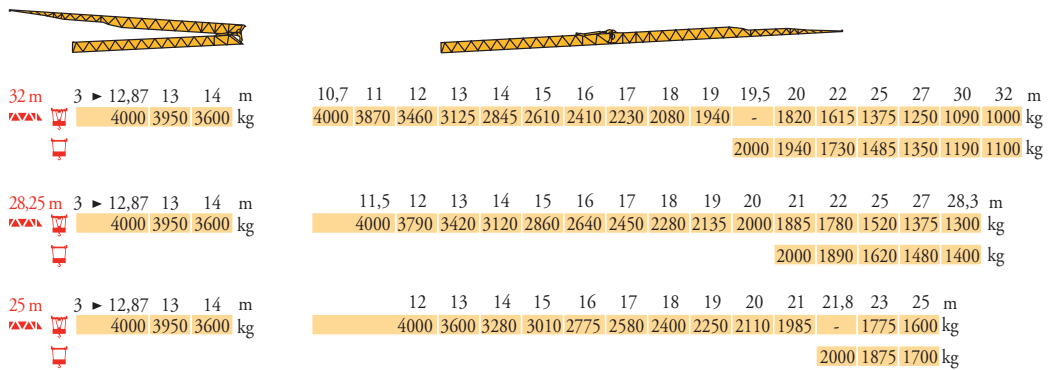 32 m 3 ► 12,87 13 14 m 10,7 11 12 13 14 15 16 17 18 19 19,5 20 22 25 27 30 32 m
4000 3950 3600 kg 4000 3870 3460 3125 2845 2610 2410 2230 2080 1940 - 1820 1615 1375 1250 1090 1000 kg
2000 1940 1730 1485 1350 1190 1100 kg
28,25 m 3 ► 12,87 13 14 m 11,5 12 13 14 15 16 17 18 19 20 21 22 25 27 28,3 m
4000 3950 3600 kg 4000 3790 3420 3120 2860 2640 2450 2280 2135 2000 1885 1780 1520 1375 1300 kg
2000 1890 1620 1480 1400 kg
25 m 3 ► 12,87 13 14 m 12 13 14 15 16 17 18 19 20 21 21,8 23 25 m
4000 3950 3600 kg 4000 3600 3280 3010 2775 2580 2400 2250 2110 1985 - 1775 1600 kg
2000 1875 1700 kg